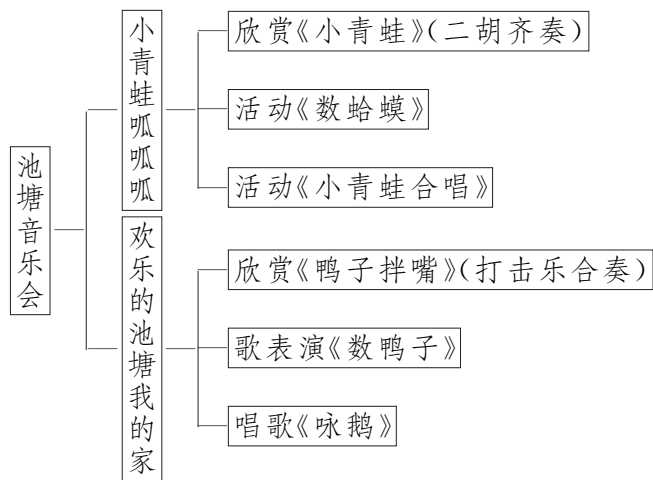 池塘音乐会
小青蛙呱呱呱
欣赏《小青蛙》(二胡齐奏)
活动《数蛤蟆》
活动《小青蛙合唱》
欢乐的池塘我的家
欣赏《鸭子拌嘴》(打击乐合奏)
歌表演《数鸭子》
唱歌《咏鹅》